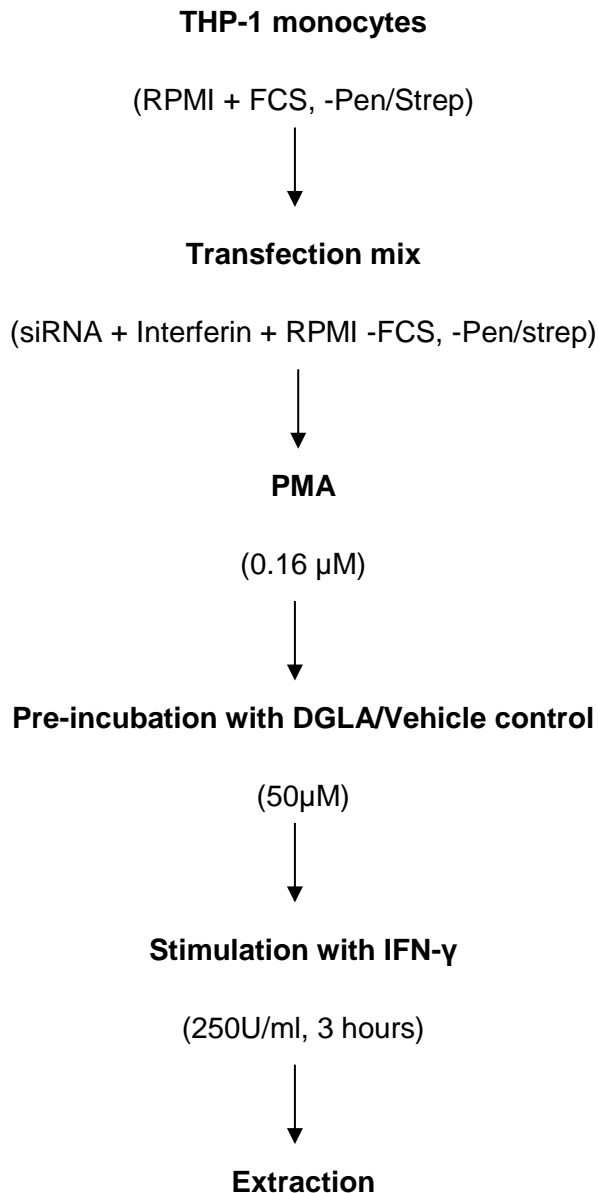 THP-1 monocytes
(RPMI + FCS, -Pen/Strep)
Transfection mix
(siRNA + Interferin + RPMI -FCS, -Pen/strep)
PMA
(0.16 µM)
Pre-incubation with DGLA/Vehicle control
(50µM)
Stimulation with IFN-γ
(250U/ml, 3 hours)
Extraction